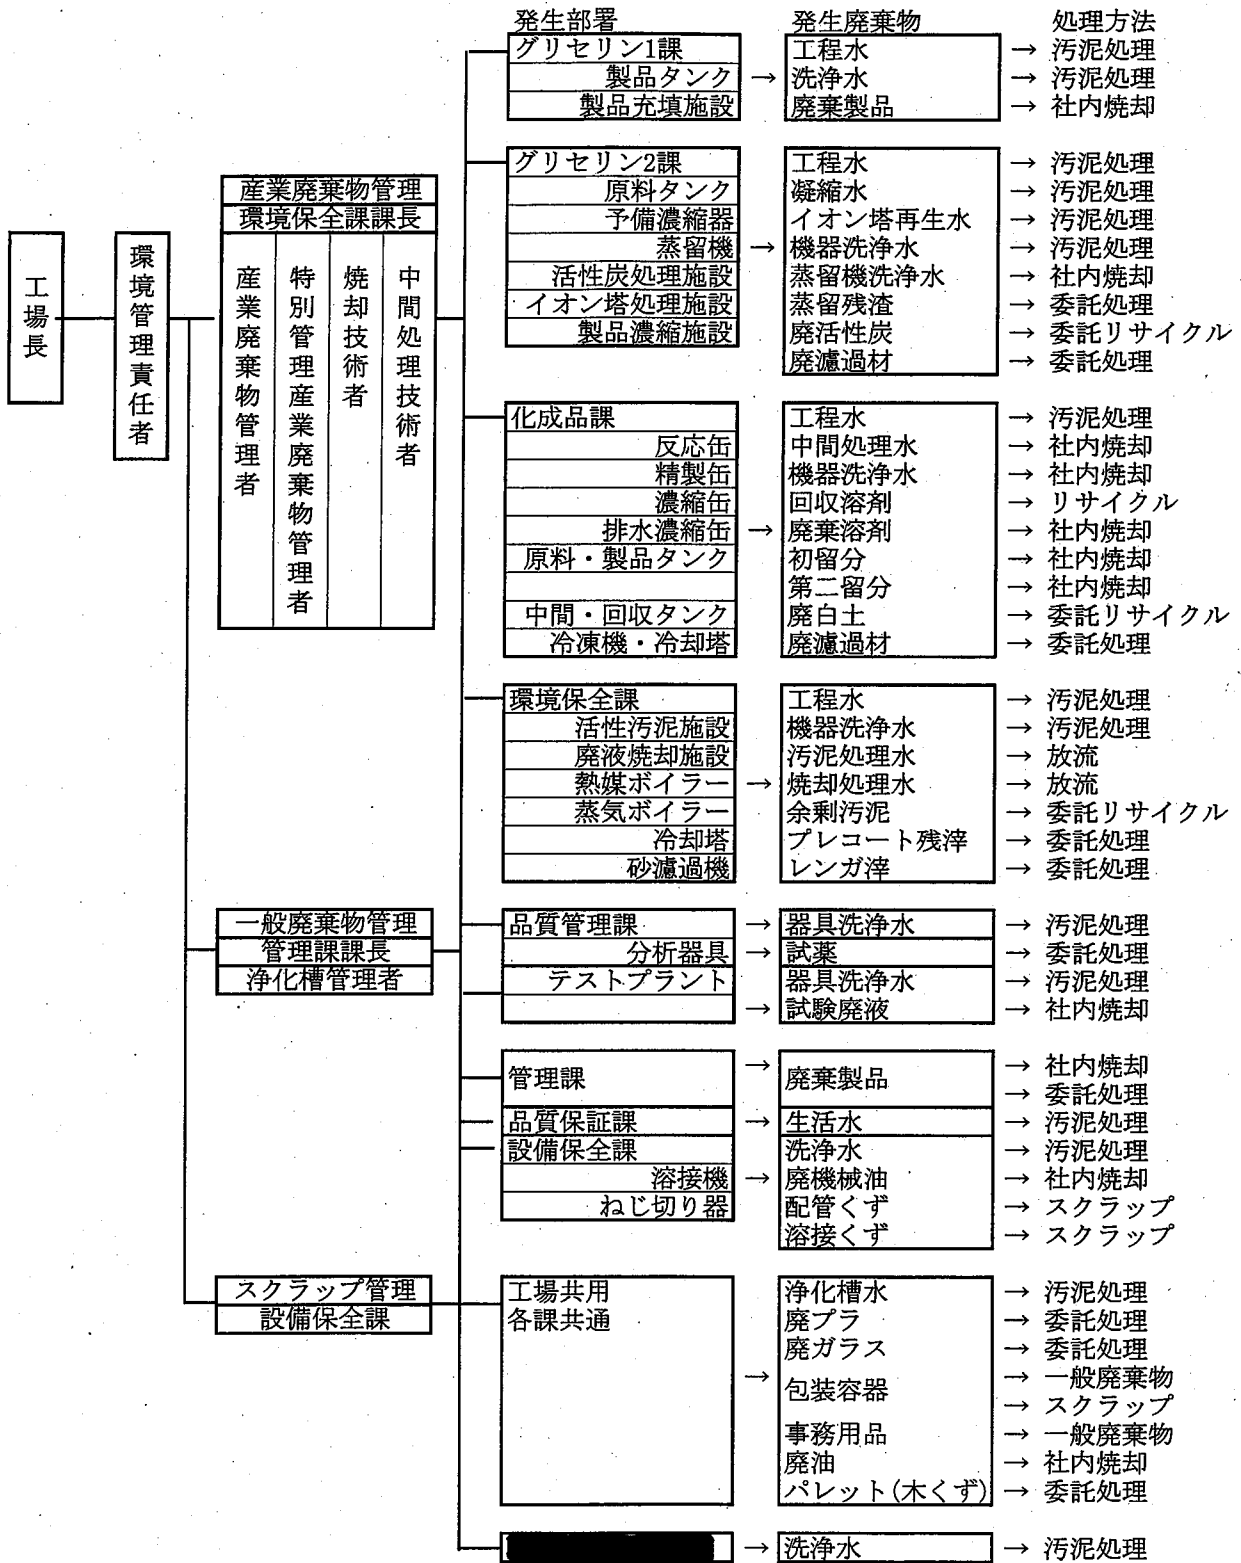 発生部署 発生廃棄物 処理方法
工場長
環境管理責任者
産業廃棄物管理
環境保全課課長
産業廃棄物管理者
特別管理産業廃棄物管理者
焼却技術者
中間処理技術者
一般廃棄物管理
管理課課長
浄化槽管理者
スクラップ管理
設備保全課
グリセリン1課 工程水 → 汚泥処理
製品タンク → 洗浄水 → 汚泥処理
製品充填施設 廃棄製品 → 社内焼却
グリセリン2課 工程水 → 汚泥処理
原料タンク 凝縮水 → 汚泥処理
予備濃縮器 イオン塔再生水 → 汚泥処理
蒸留機 → 機器洗浄水 → 汚泥処理
活性炭処理施設 蒸留機洗浄水 → 社内焼却
イオン塔処理施設 蒸留残渣 → 委託処理
製品濃縮施設 廃活性炭 → 委託リサイクル
廃濾過材 → 委託処理
化成品課 工程水 → 汚泥処理
反応缶 中間処理水 → 社内焼却
精製缶 機器洗浄水 → 社内焼却
濃縮缶 回収溶剤 → リサイクル
排水濃縮缶 → 廃棄溶剤 → 社内焼却
原料・製品タンク 初留分 → 社内焼却
第二留分 → 社内焼却
中間・回収タンク 廃白土 → 委託リサイクル
冷凍機・冷却塔 廃濾過材 → 委託処理
環境保全課 工程水 → 汚泥処理
活性汚泥施設 機器洗浄水 → 汚泥処理
廃液焼却施設 汚泥処理水 → 放流
熱媒ボイラー → 焼却処理水 → 放流
蒸気ボイラー 余剰汚泥 → 委託リサイクル
冷却塔 プレコート残滓 → 委託処理
砂濾過機 レンガ滓 → 委託処理
品質管理課 → 器具洗浄水 → 汚泥処理
分析器具 → 試薬 → 委託処理
テストプラント 器具洗浄水 → 汚泥処理
→ 試験廃液 → 社内焼却
管理課 → 廃棄製品 → 社内焼却
→ 委託処理
品質保証課 → 生活水 → 汚泥処理
設備保全課 洗浄水 → 汚泥処理
溶接機 → 廃機械油 → 社内焼却
ねじ切り器 配管くず → スクラップ
溶接くず → スクラップ
工場共用 浄化槽水 → 汚泥処理
各課共通 廃プラ → 委託処理
廃ガラス → 委託処理
→ 包装容器 → 一般廃棄物
→ スクラップ
事務用品 → 一般廃棄物
廃油 → 社内焼却
パレット(木くず) → 委託処理
→ 洗浄水 → 汚泥処理